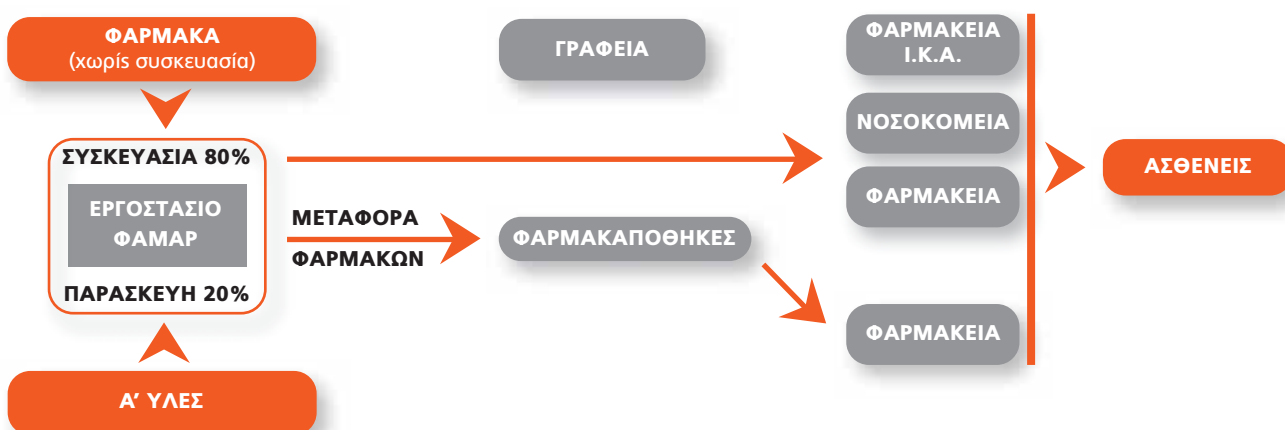 ΦΑΡΜΑΚΑ
(χωρίς συσκευασία)
ΓΡΑΦΕΙΑ
ΦΑΡΜΑΚΕΙΑ
Ι.Κ.Α.
ΝΟΣΟΚΟΜΕΙΑ
ΣΥΣΚΕΥΑΣΙΑ 80%
ΑΣΘΕΝΕΙΣ
ΦΑΡΜΑΚΕΙΑ
ΕΡΓΟΣΤΑΣΙΟ
ΦΑΜΑΡ
ΜΕΤΑΦΟΡΑ
ΦΑΡΜΑΚΩΝ
ΦΑΡΜΑΚΑΠΟΘΗΚΕΣ
ΠΑΡΑΣΚΕΥΗ 20%
ΦΑΡΜΑΚΕΙΑ
Α’ ΥΛΕΣ